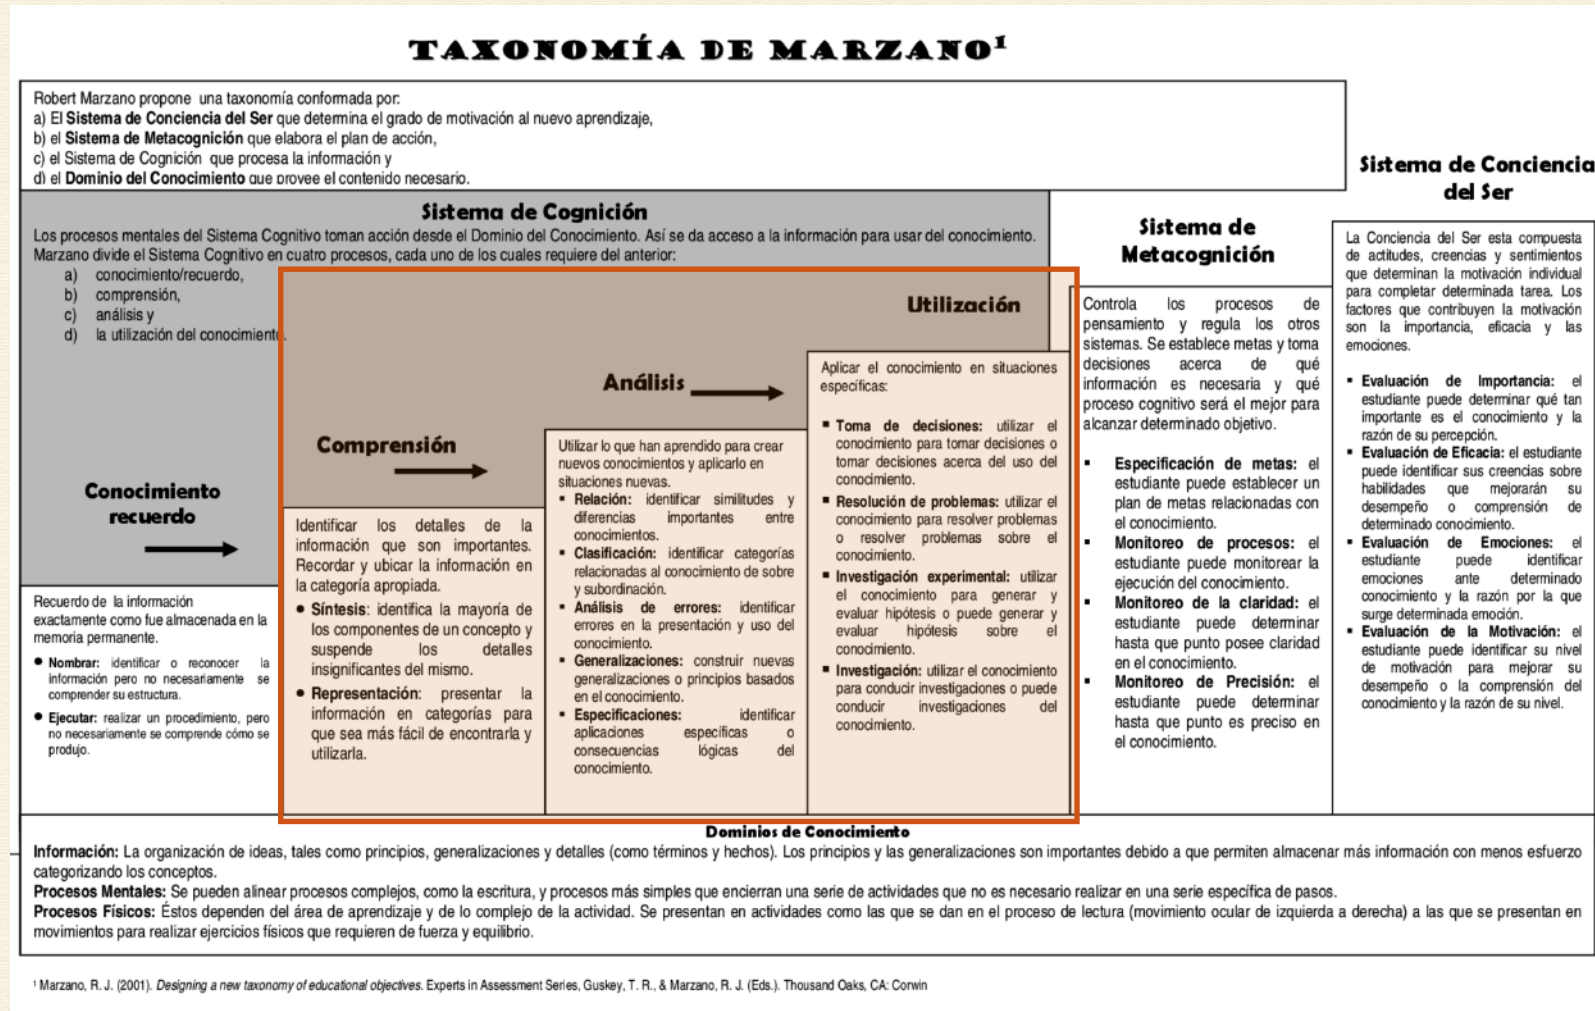 TAXONOMÍA DE MARZANO¹
Robert Marzano propone una taxonomía conformada por:
a) El Sistema de Conciencia del Ser que determina el grado de motivación al nuevo aprendizaje,
b) el Sistema de Metacognición que elabora el plan de acción,
c) el Sistema de Cognición que procesa la información y
d) el Dominio del Conocimiento que provee el contenido necesario.
Sistema de Cognición
Los procesos mentales del Sistema Cognitivo toman acción desde el Dominio del Conocimiento. Así se da acceso a la información para usar del conocimiento.
Marzano divide el Sistema Cognitivo en cuatro procesos, cada uno de los cuales requiere del anterior:
a) conocimiento/recuerdo,
b) comprensión,
c) análisis y
d) la utilización del conocimiento.
Conocimiento
recuerdo
Recuerdo de la información
exactamente como fue almacenada en la
memoria permanente.
● Nombrar: identificar o reconocer la
información pero no necesariamente se
comprender su estructura.
● Ejecutar: realizar un procedimiento, pero
no necesariamente se comprende cómo se
produjo.
Comprensión
Identificar los detalles de la
información que son importantes.
Recordar y ubicar la información en
la categoría apropiada.
● Síntesis: identifica la mayoría de
los componentes de un concepto y
suspende los detalles
insignificantes del mismo.
● Representación: presentar la
información en categorías para
que sea más fácil de encontrarla y
utilizarla.
Análisis
Utilizar lo que han aprendido para crear
nuevos conocimientos y aplicarlo en
situaciones nuevas.
▪ Relación: identificar similitudes y
diferencias importantes entre
conocimientos.
▪ Clasificación: identificar categorías
relacionadas al conocimiento de sobre
y subordinación.
▪ Análisis de errores: identificar
errores en la presentación y uso del
conocimiento.
▪ Generalizaciones: construir nuevas
generalizaciones o principios basados
en el conocimiento.
▪ Especificaciones: identificar
aplicaciones específicas o
consecuencias lógicas del
conocimiento.
Utilización
Aplicar el conocimiento en situaciones
específicas:
▪ Toma de decisiones: utilizar el
conocimiento para tomar decisiones o
tomar decisiones acerca del uso del
conocimiento.
▪ Resolución de problemas: utilizar el
conocimiento para resolver problemas
o resolver problemas sobre el
conocimiento.
▪ Investigación experimental: utilizar
el conocimiento para generar y
evaluar hipótesis o puede generar y
evaluar hipótesis sobre el
conocimiento.
▪ Investigación: utilizar el conocimiento
para conducir investigaciones o puede
conducir investigaciones del
conocimiento.
Sistema de
Metacognición
Controla los procesos de
pensamiento y regula los otros
sistemas. Se establece metas y toma
decisiones acerca de qué
información es necesaria y qué
proceso cognitivo será el mejor para
alcanzar determinado objetivo.
▪ Especificación de metas: el
estudiante puede establecer un
plan de metas relacionadas con
el conocimiento.
▪ Monitoreo de procesos: el
estudiante puede monitorear la
ejecución del conocimiento.
▪ Monitoreo de la claridad: el
estudiante puede determinar
hasta que punto posee claridad
en el conocimiento.
▪ Monitoreo de Precisión: el
estudiante puede determinar
hasta que punto es preciso en
el conocimiento.
Sistema de Conciencia
del Ser
La Conciencia del Ser esta compuesta
de actitudes, creencias y sentimientos
que determinan la motivación individual
para completar determinada tarea. Los
factores que contribuyen la motivación
son la importancia, eficacia y las
emociones.
▪ Evaluación de Importancia: el
estudiante puede determinar qué tan
importante es el conocimiento y la
razón de su percepción.
▪ Evaluación de Eficacia: el estudiante
puede identificar sus creencias sobre
habilidades que mejorarán su
desempeño o comprensión de
determinado conocimiento.
▪ Evaluación de Emociones: el
estudiante puede identificar
emociones ante determinado
conocimiento y la razón por la que
surge determinada emoción.
▪ Evaluación de la Motivación: el
estudiante puede identificar su nivel
de motivación para mejorar su
desempeño o la comprensión del
conocimiento y la razón de su nivel.
Dominios de Conocimiento
Información: La organización de ideas, tales como principios, generalizaciones y detalles (como términos y hechos). Los principios y las generalizaciones son importantes debido a que permiten almacenar más información con menos esfuerzo
categorizando los conceptos.
Procesos Mentales: Se pueden alinear procesos complejos, como la escritura, y procesos más simples que encierran una serie de actividades que no es necesario realizar en una serie específica de pasos.
Procesos Físicos: Éstos dependen del área de aprendizaje y de lo complejo de la actividad. Se presentan en actividades como las que se dan en el proceso de lectura (movimiento ocular de izquierda a derecha) a las que se presentan en
movimientos para realizar ejercicios físicos que requieren de fuerza y equilibrio.
¹ Marzano, R. J. (2001). Designing a new taxonomy of educational objectives. Experts in Assessment Series, Guskey, T. R., & Marzano, R. J. (Eds.). Thousand Oaks, CA: Corwin